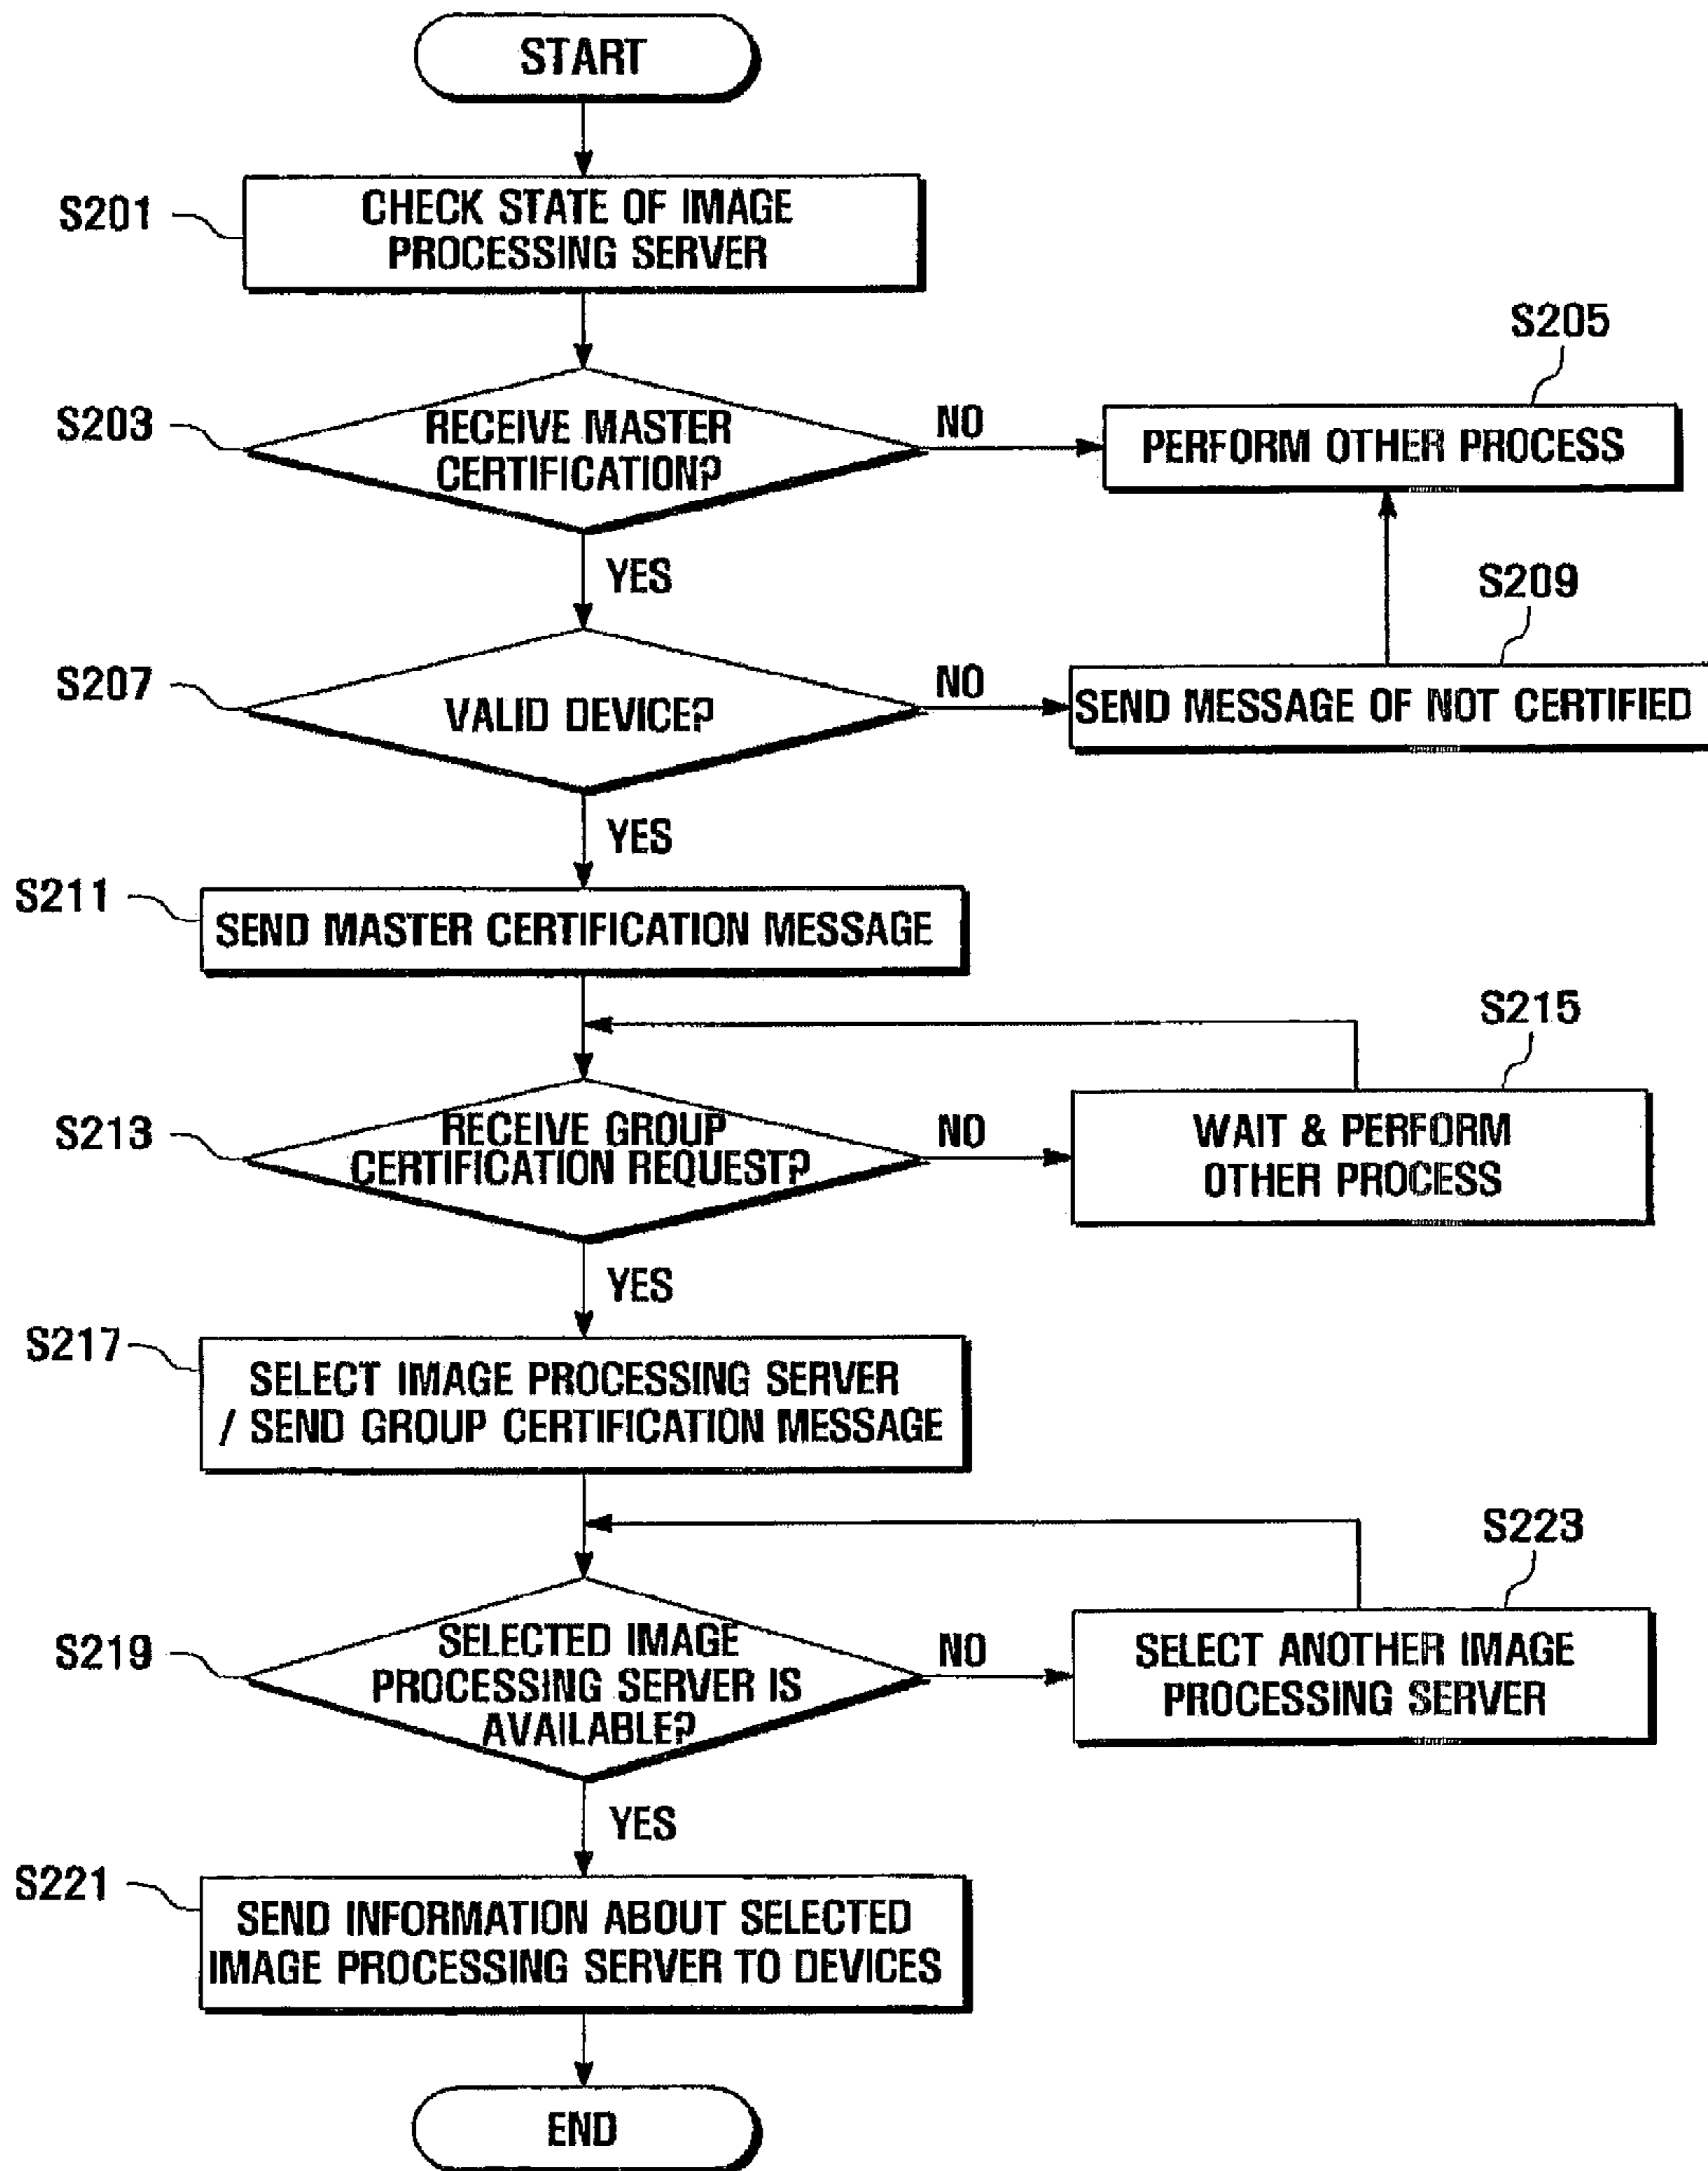 START
S201
CHECK STATE OF IMAGE
PROCESSING SERVER
S205
S203
RECEIVE MASTER
CERTIFICATION?
NO
PERFORM OTHER PROCESS
YES
S209
S207
VALID DEVICE?
NO
SEND MESSAGE OF NOT CERTIFIED
YES
S211
SEND MASTER CERTIFICATION MESSAGE
S215
S213
RECEIVE GROUP
CERTIFICATION REQUEST?
NO
WAIT & PERFORM
OTHER PROCESS
YES
S217
SELECT IMAGE PROCESSING SERVER
/ SEND GROUP CERTIFICATION MESSAGE
S223
S219
SELECTED IMAGE
PROCESSING SERVER IS
AVAILABLE?
NO
SELECT ANOTHER IMAGE
PROCESSING SERVER
YES
S221
SEND INFORMATION ABOUT SELECTED
IMAGE PROCESSING SERVER TO DEVICES
END